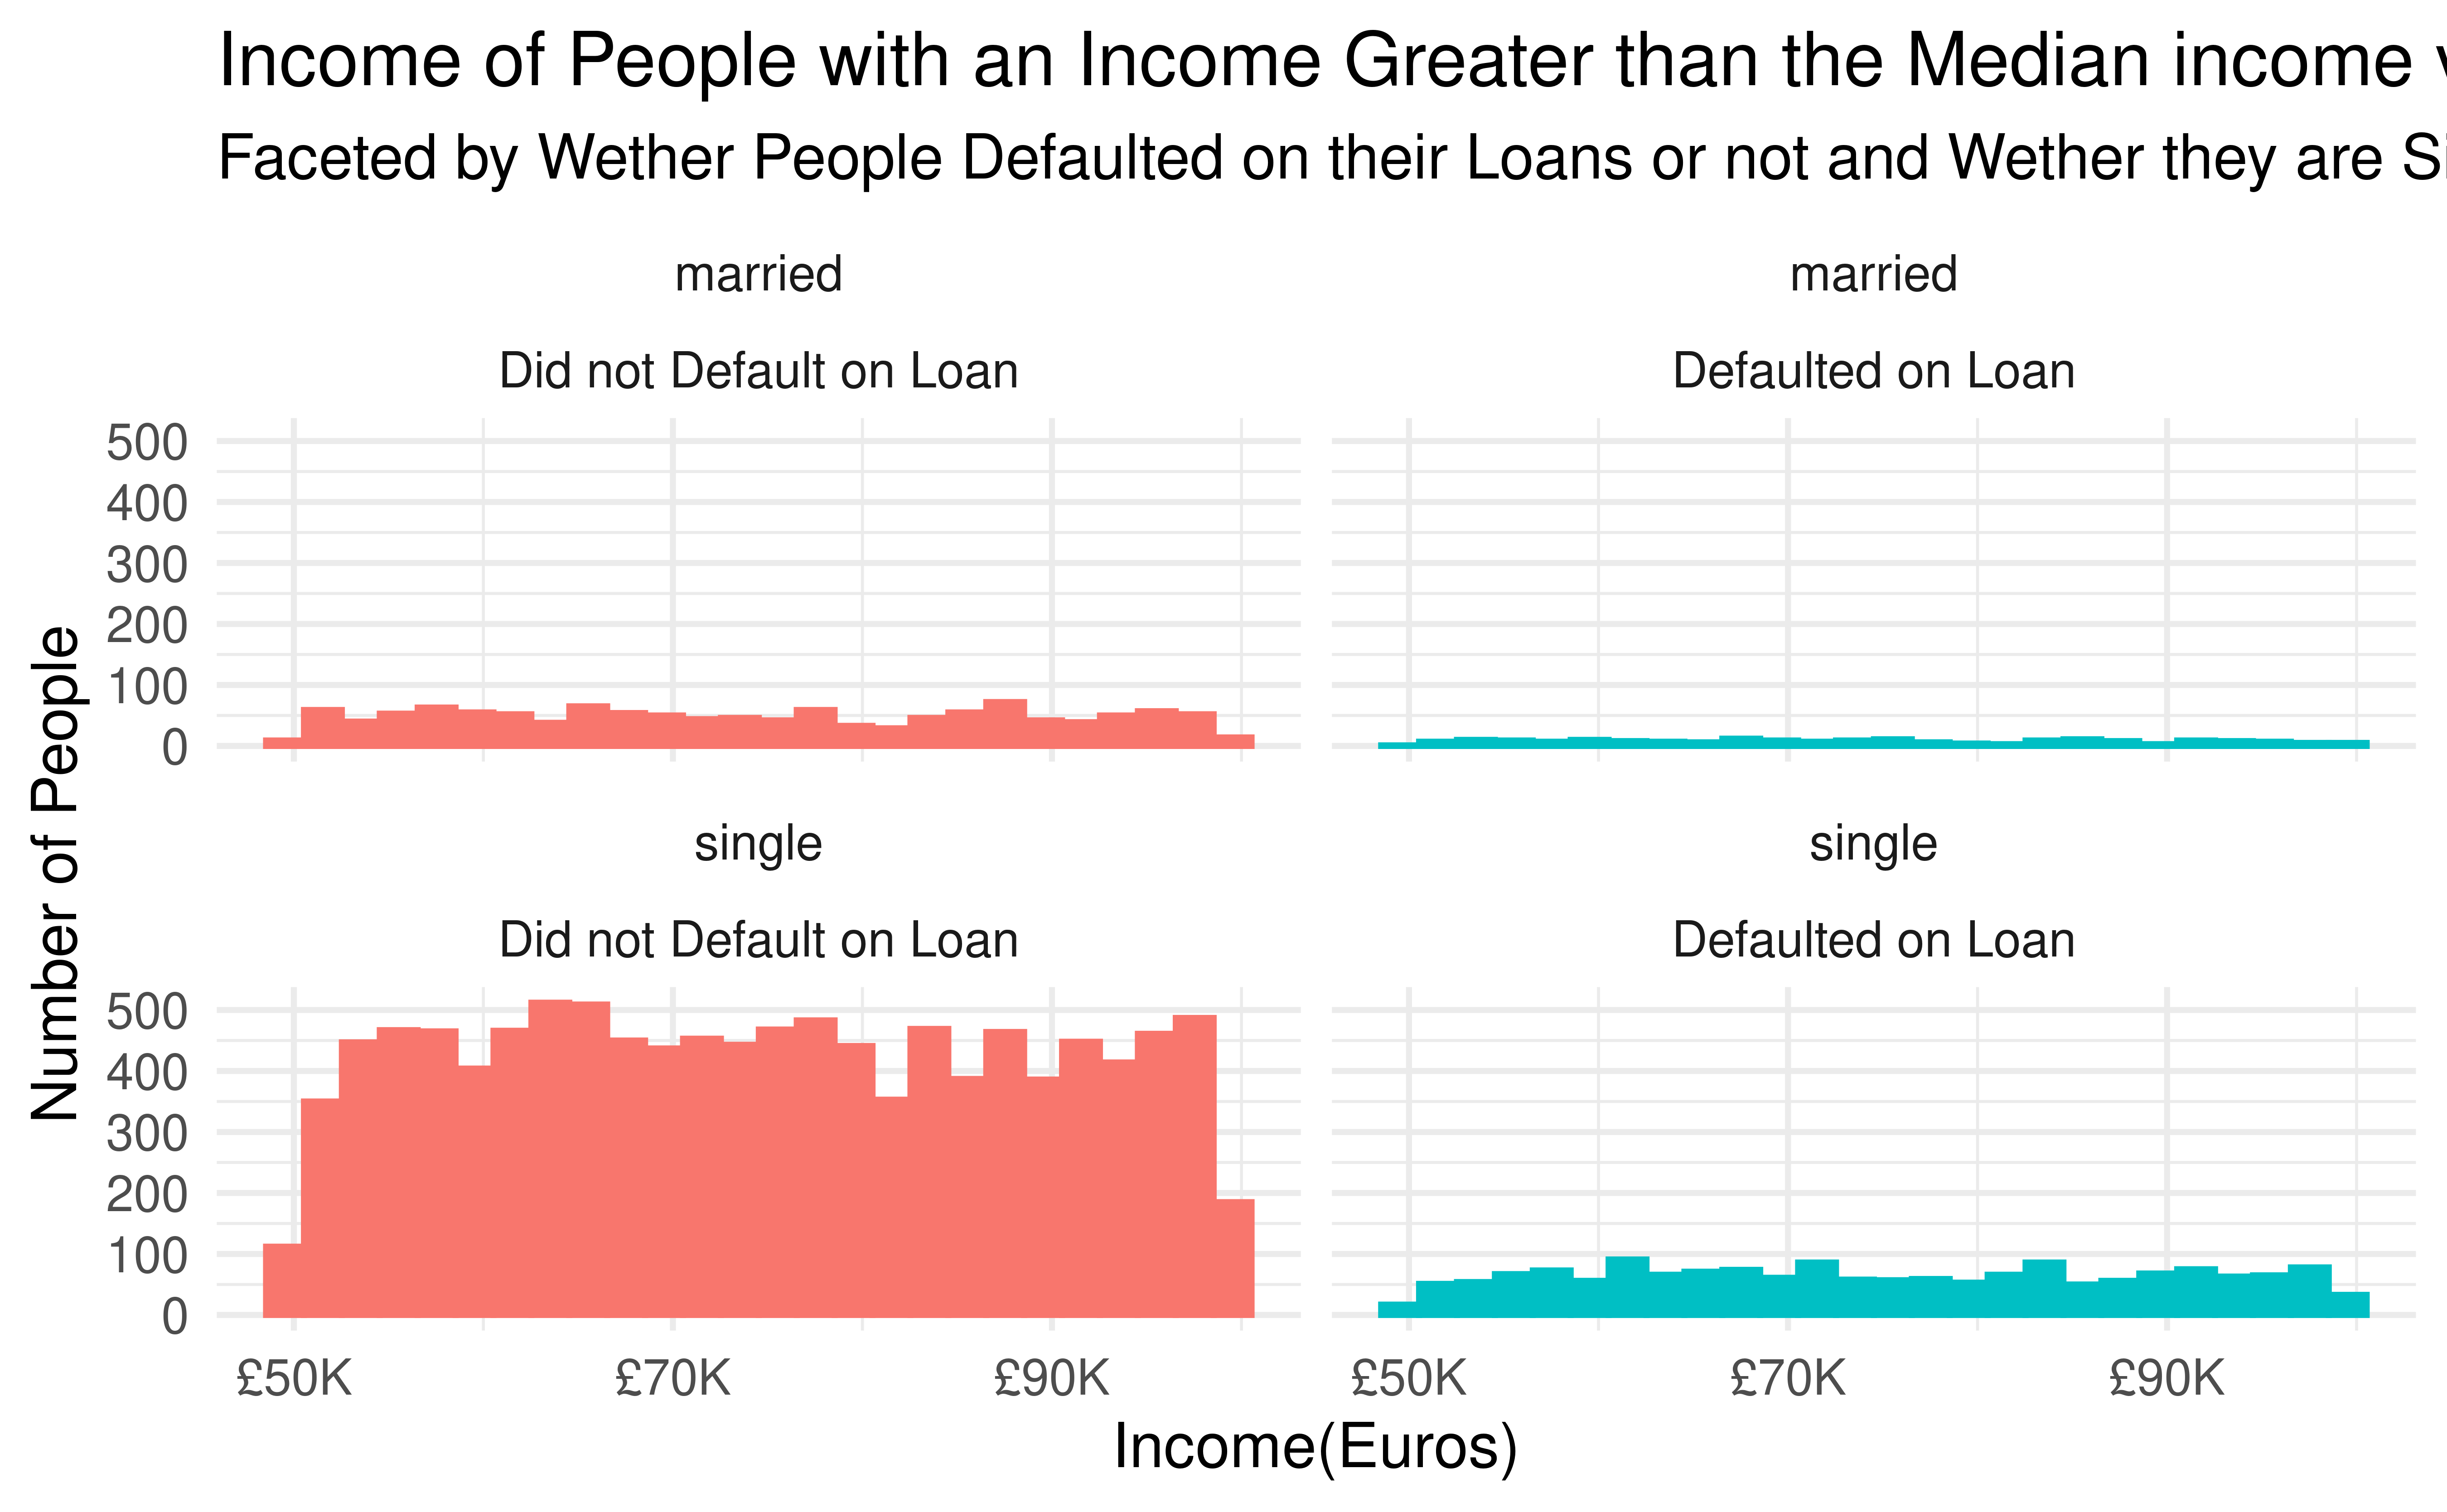 Income of People with an Income Greater than the Median income
Faceted by Wether People Defaulted on their Loans or not and Wether they are
married married
Did not Default on Loan Defaulted on Loan
500
400
300
200
100
0
single single
Did not Default on Loan Defaulted on Loan
500
400
300
200
100
0
£50K £70K £90K £50K £70K £90K
Income(Euros)
Number of People